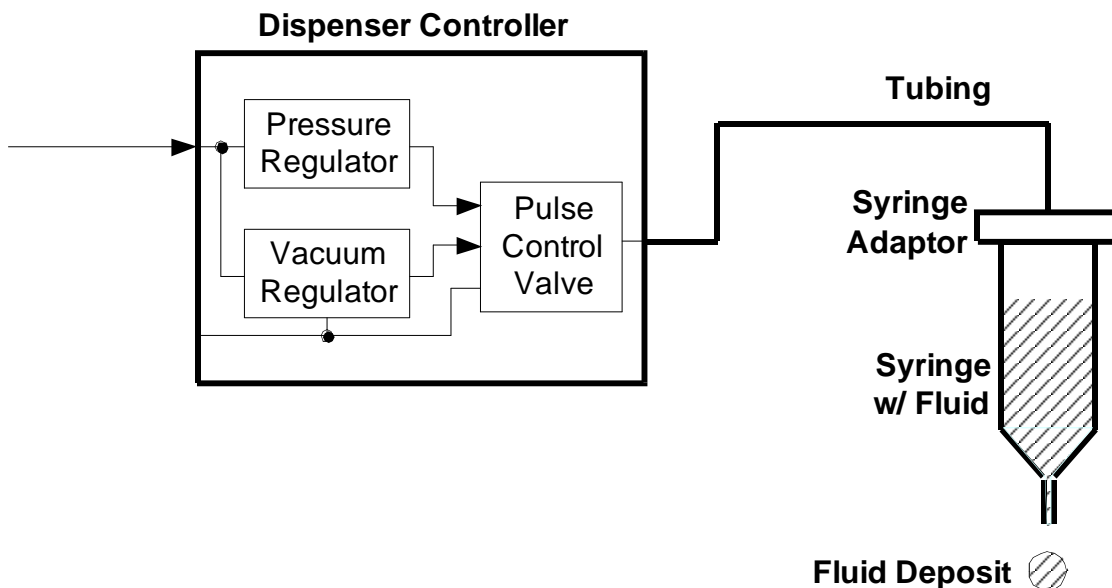 Dispenser Controller
Pressure
Regulator
Vacuum
Regulator
Pulse
Control
Valve
Tubing
Syringe
Adaptor
Syringe
w/ Fluid
Fluid Deposit